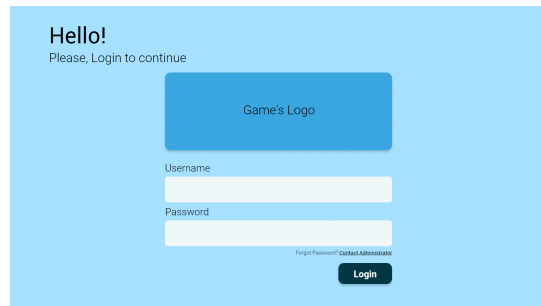 Hello!
Please, Login to continue
Game's Logo
Username
Password
Forgot Password? Contact Administrator
Login